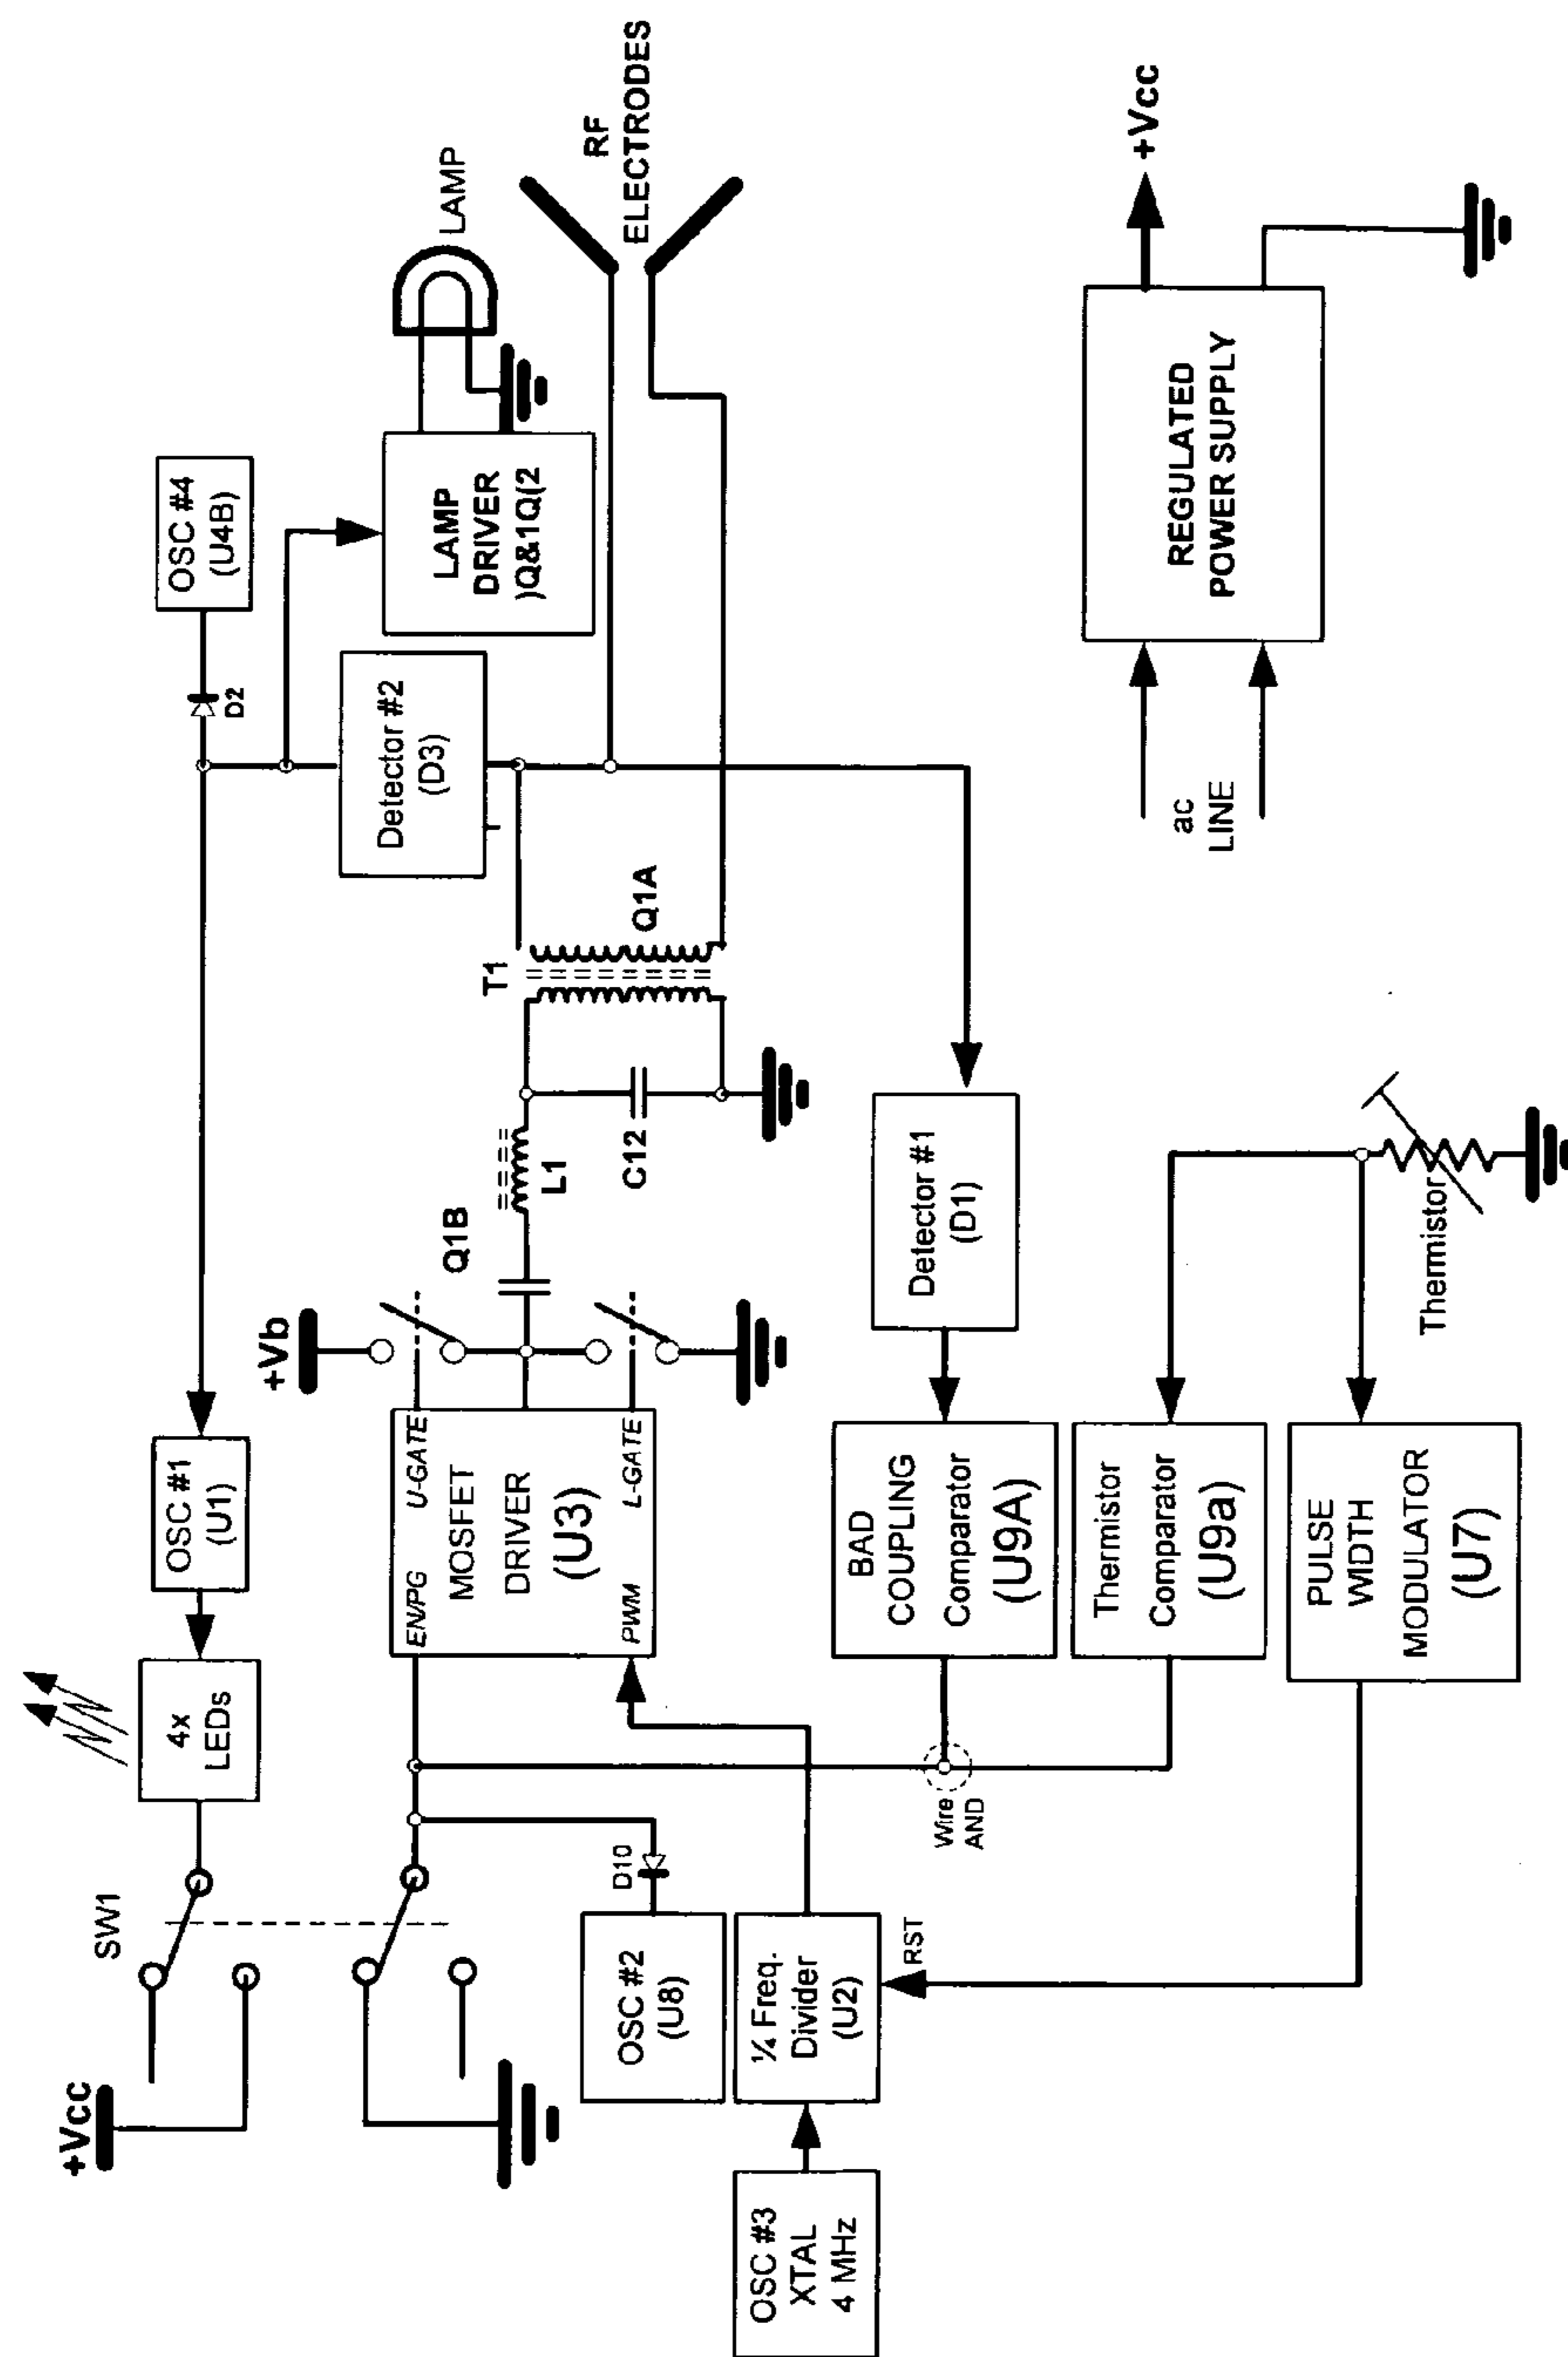 +Vcc
SW1
4x
LEDs
OSC #1
(U1)
D2
OSC #4
(U4B)
OSC #2
(U8)
D10
EN/PG
U-GATE
MOSFET
DRIVER
(U3)
PWM
L-GATE
+Vb
Q1B
L1
C12
T1
Q1A
Detector #2
(D3)
LAMP
DRIVER
)Q&1Q(2
LAMP
RF
ELECTRODES
OSC #3
XTAL
4 MHz
¼ Freq.
Divider
(U2)
RST
Wire
AND
BAD
COUPLING
Comparator
(U9A)
Detector #1
(D1)
Thermistor
Comparator
(U9a)
PULSE
WIDTH
MODULATOR
(U7)
Thermistor
ac
LINE
REGULATED
POWER SUPPLY
+Vcc